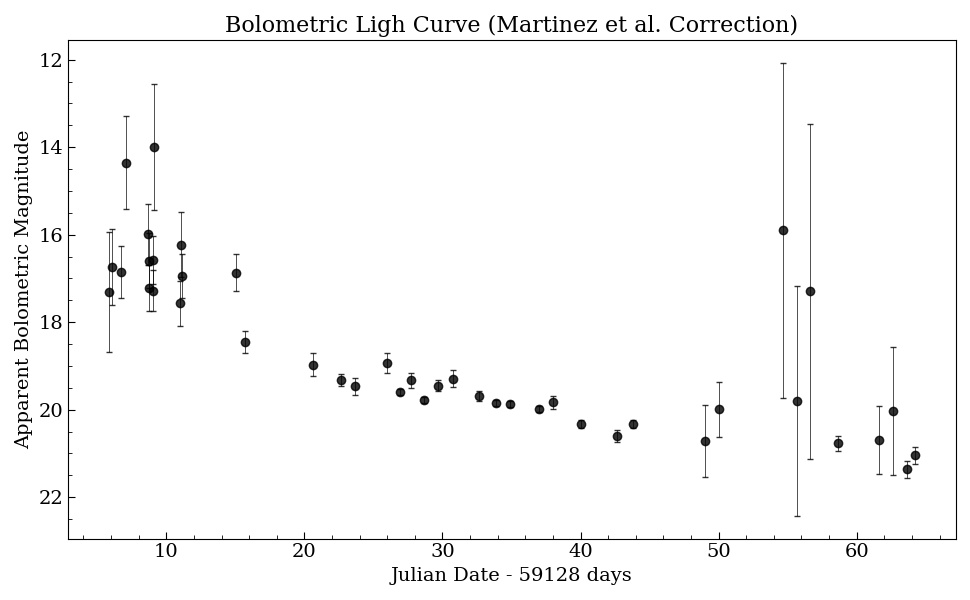 Bolometric Ligh Curve (Martinez et al. Correction)
Apparent Bolometric Magnitude
12
14
16
18
20
22
10 20 30 40 50 60
Julian Date - 59128 days